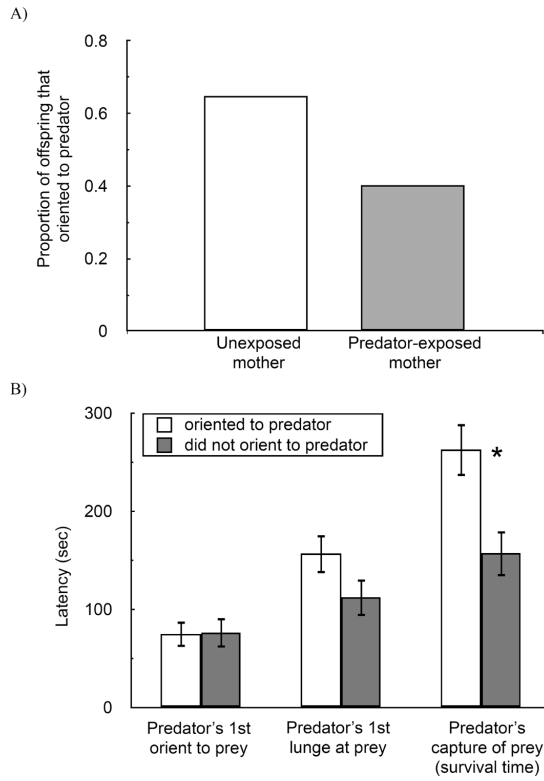 A)
Proportion of offspring that
oriented to predator
0.8
0.6
0.4
0.2
0
Unexposed
mother
Predator-exposed
mother
B)
Latency (sec)
300
200
100
0
oriented to predator
did not orient to predator
*
Predator's 1st
orient to prey
Predator's 1st
lunge at prey
Predator's
capture of prey
(survival time)